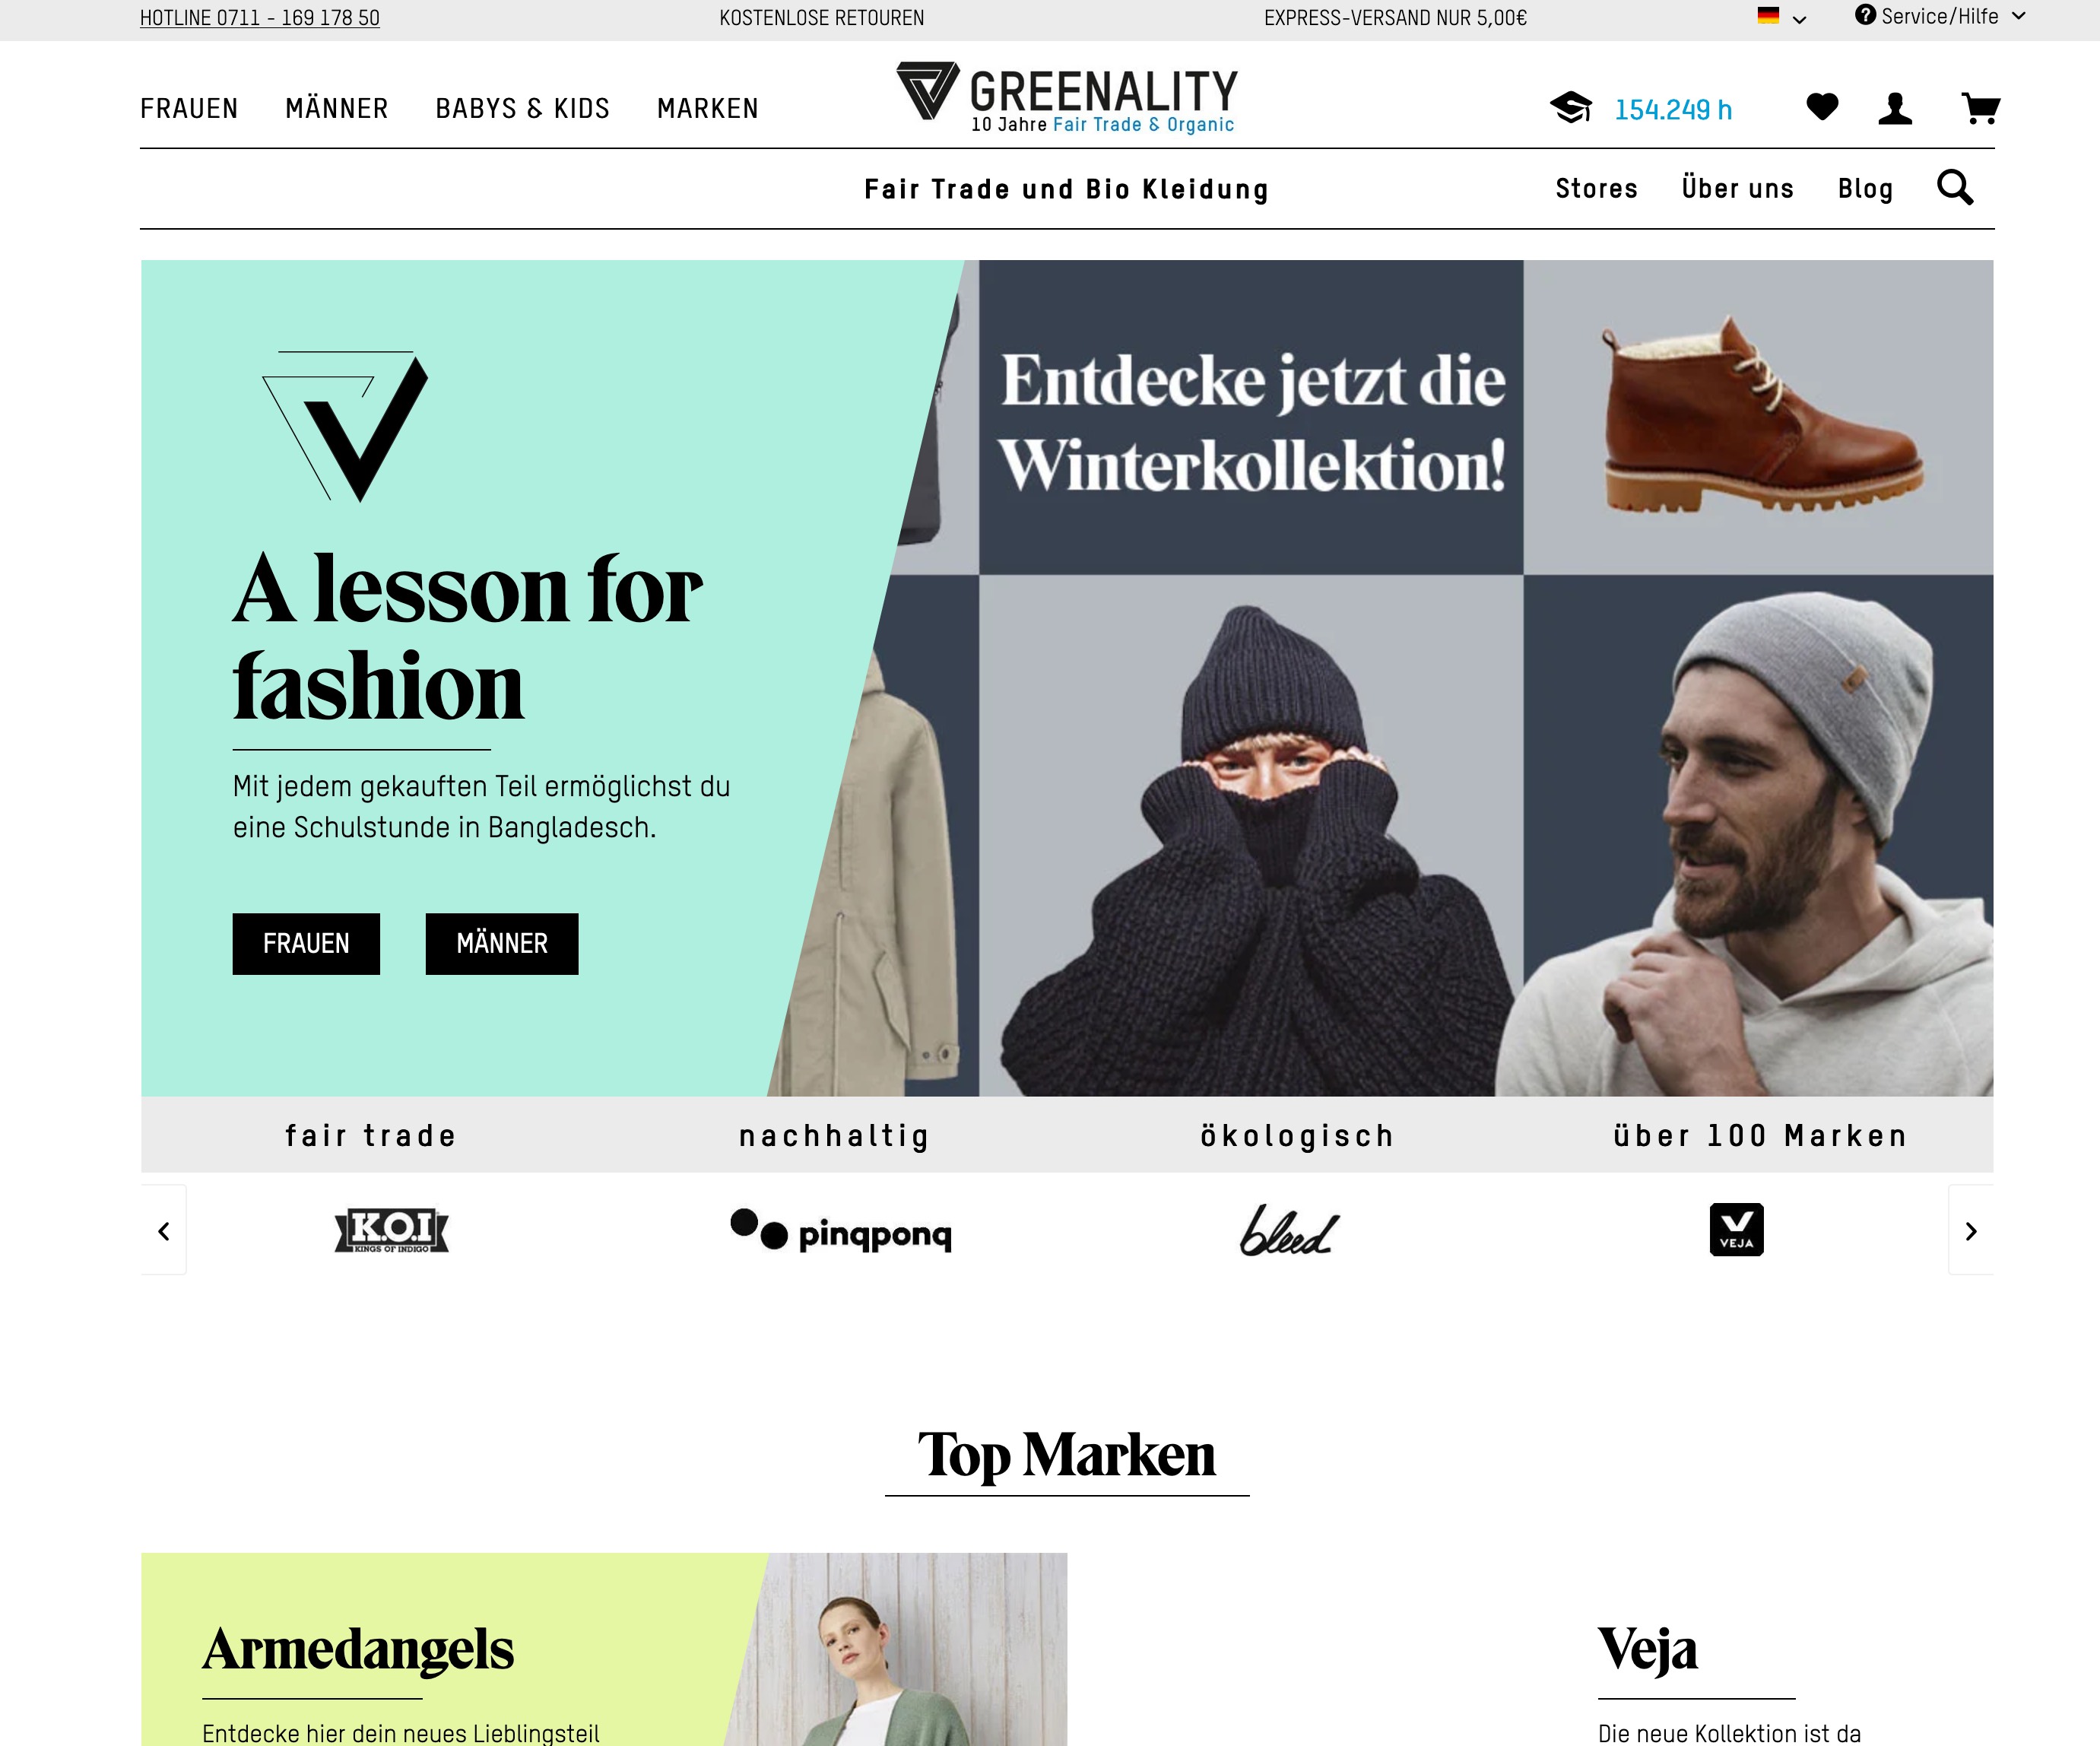 HOTLINE 0711 - 169 178 50
KOSTENLOSE RETOUREN
EXPRESS-VERSAND NUR 5,00€
Service/Hilfe
FRAUEN
MÄNNER
BABYS & KIDS
MARKEN
GREENALITY
10 Jahre Fair Trade & Organic
154.249 h
Fair Trade und Bio Kleidung
Stores
Über uns
Blog
A lesson for
fashion
Mit jedem gekauften Teil ermöglichst du
eine Schulstunde in Bangladesch.
FRAUEN
MÄNNER
Entdecke jetzt die
Winterkollektion!
fair trade
nachhaltig
ökologisch
über 100 Marken
K.O.I
KINGS OF INDIGO
pinqponq
bleed
VEJA
Top Marken
Armedangels
Entdecke hier dein neues Lieblingsteil
Veja
Die neue Kollektion ist da